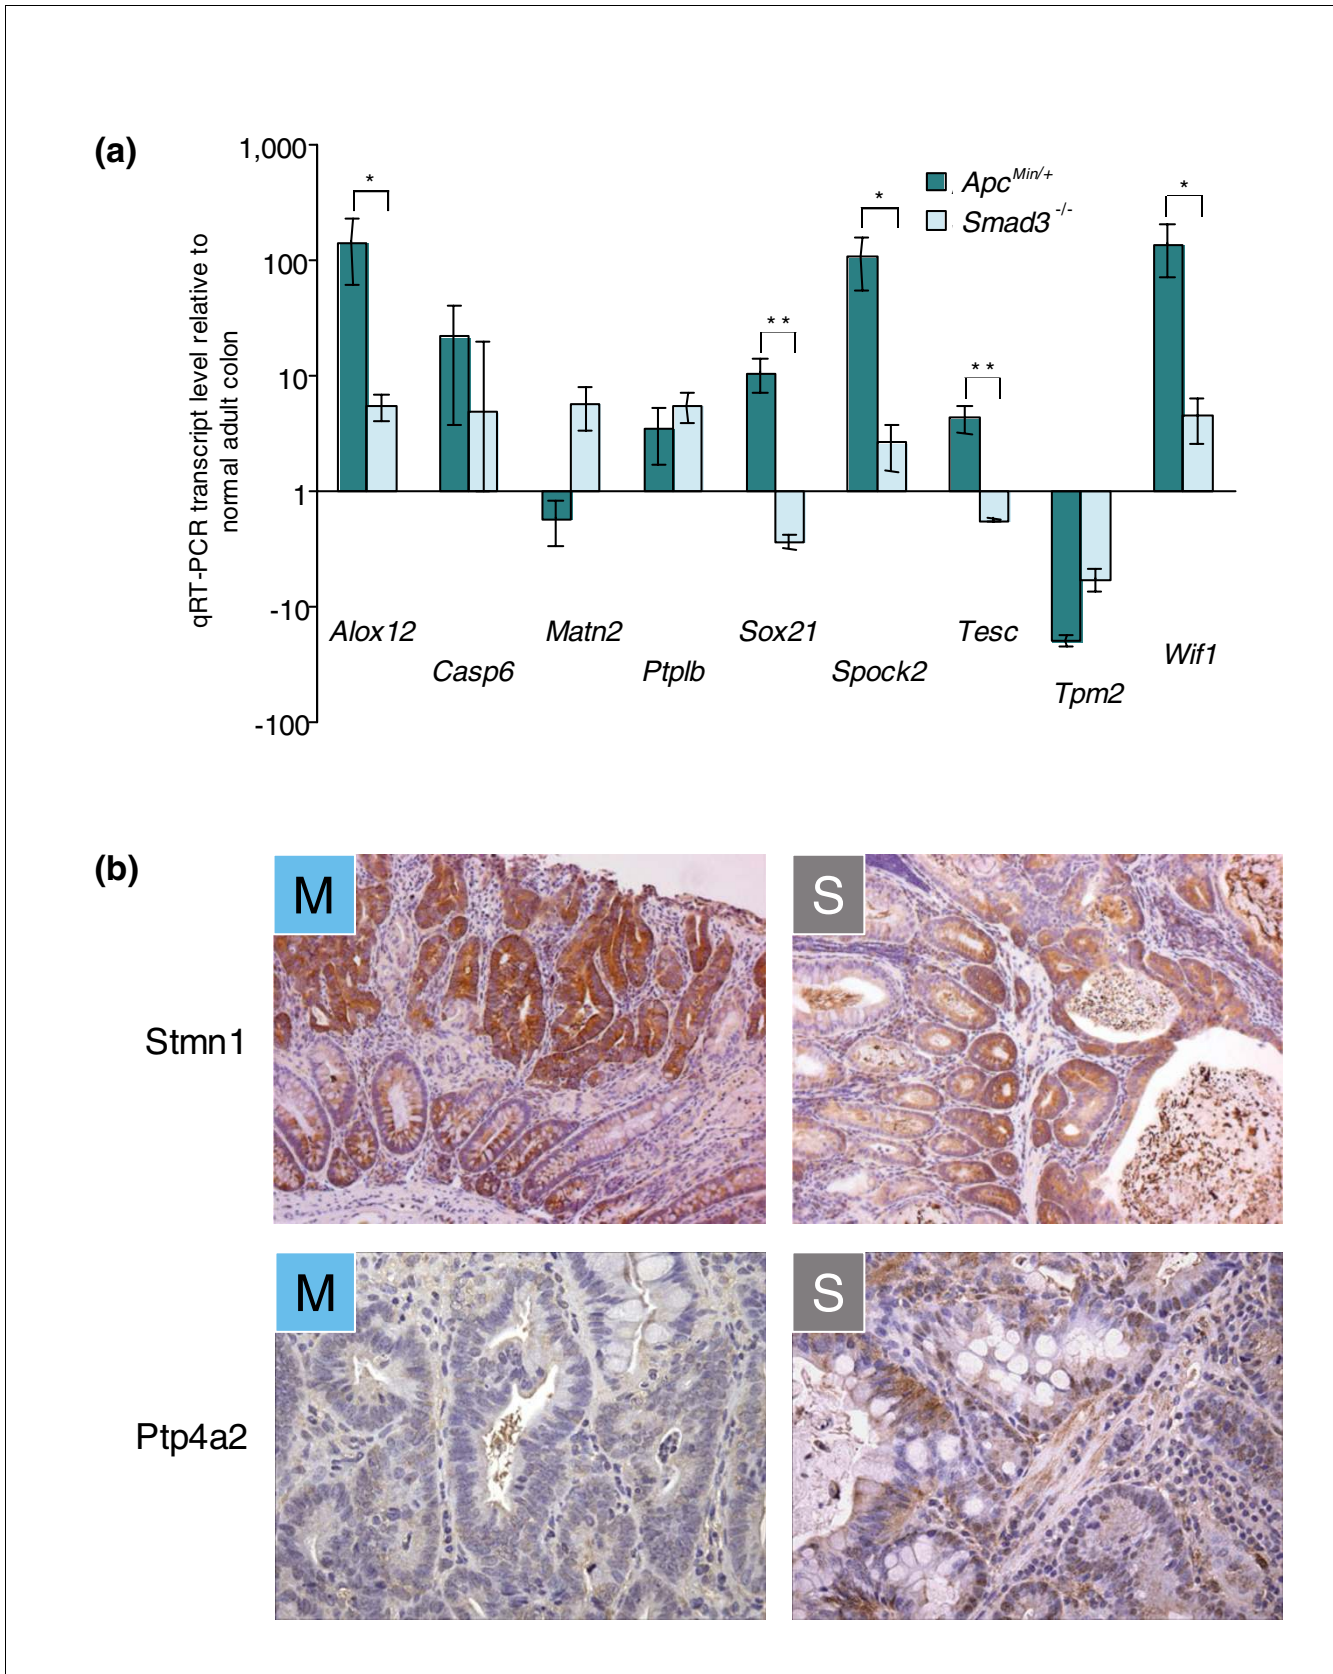 (a)
1,000
100
10
1
-10
-100
qRT-PCR transcript level relative to
normal adult colon
*
*
*
* *
* *
Apc Min/+
Smad3 -/-
Alox12
Casp6
Matn2
Ptplb
Sox21
Spock2
Tesc
Tpm2
Wif1
(b)
M
S
Stmn1
M
S
Ptp4a2